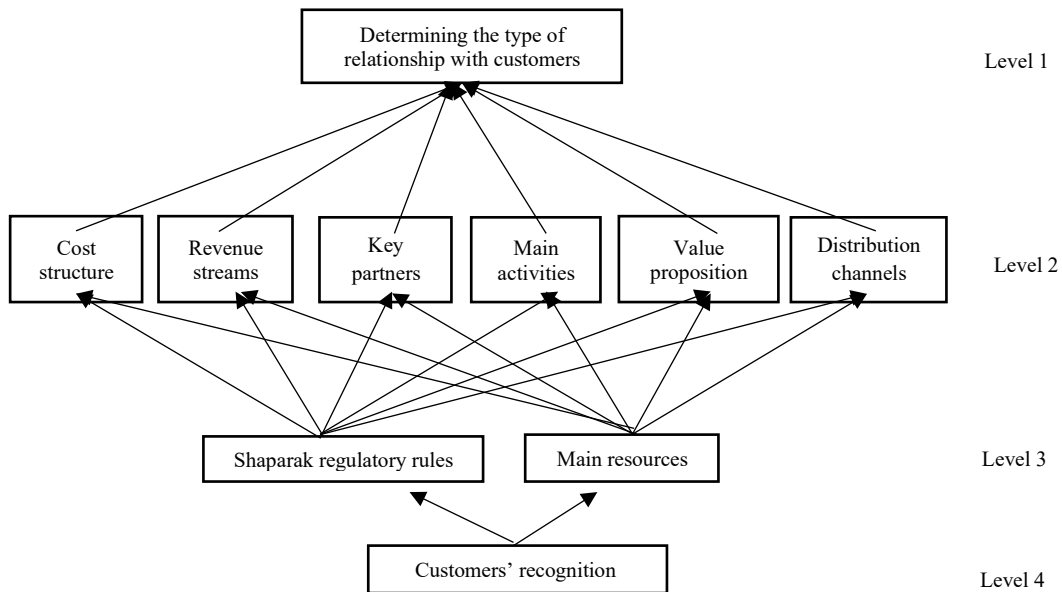 Determining the type of
relationship with customers
Level 1
Cost
structure
Revenue
streams
Key
partners
Main
activities
Value
proposition
Distribution
channels
Level 2
Shaparak regulatory rules
Main resources
Level 3
Customers’ recognition
Level 4